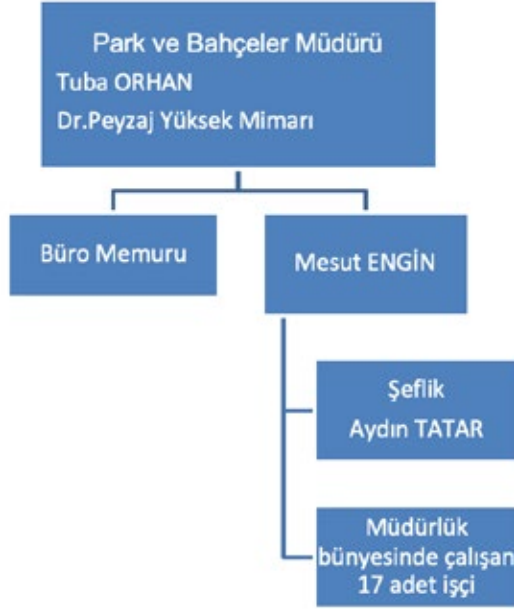 Park ve Bahçeler Müdürü
Tuba ORHAN
Dr.Peyzaj Yüksek Mimarı
Büro Memuru
Mesut ENGİN
Şeflik
Aydın TATAR
Müdürlük
bünyesinde çalışan
17 adet işçi